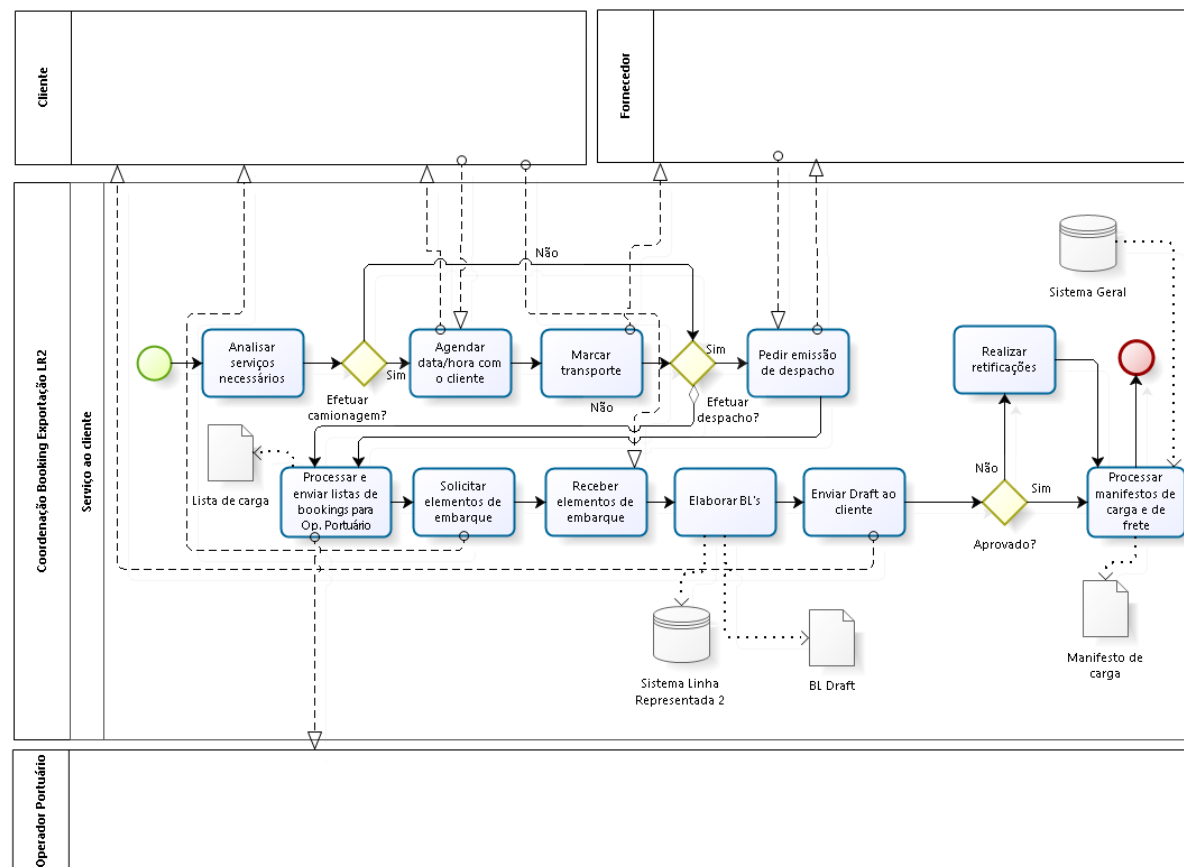 Cliente
Fornecedor
Coordenação Booking Exportação LR2
Serviço ao cliente
Não
Sistema Geral
Analisar
serviços
necessários
Efetuar
camionagem?
Sim
Agendar
data/hora com
o cliente
Marcar
transporte
Não
Sim
Efetuar
despacho?
Pedir emissão
de despacho
Realizar
retificações
Lista de carga
Processar e
enviar listas de
bookings para
Op. Portuário
Solicitar
elementos de
embarque
Receber
elementos de
embarque
Elaborar BL's
Enviar Draft ao
cliente
Não
Sim
Aprovado?
Processar
manifestos de
carga e de
frete
Sistema Linha
Representada 2
BL Draft
Manifesto de
carga
Operador Portuário